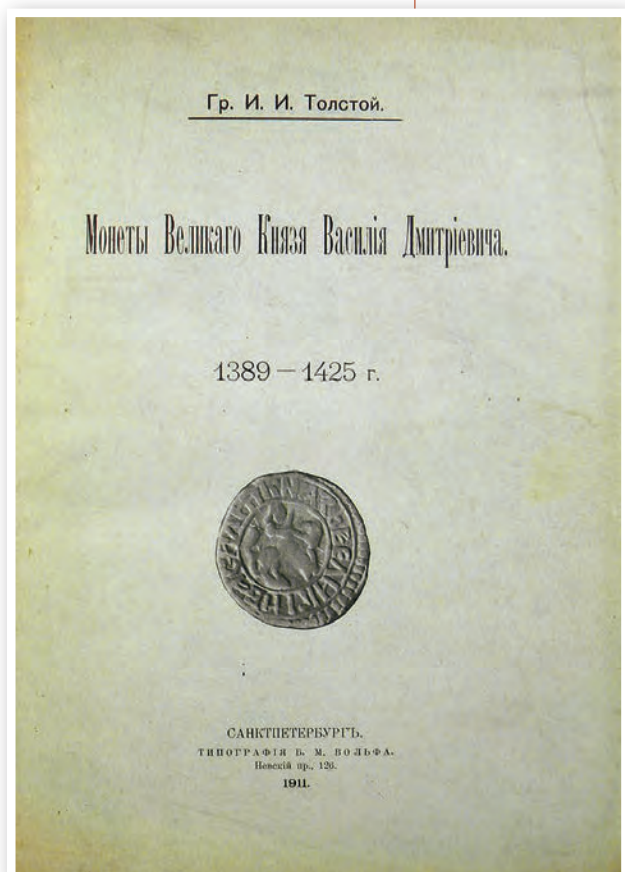 Гр. И. И. Толстой.
Монеты Великаго Князя Василія Дмитріевича.
1389 — 1425 г.
САНКТПЕТЕРБУРГЪ.
ТИПОГРАФІЯ Б. М. ВОЛЬФА.
Невскій пр., 126.
1911.